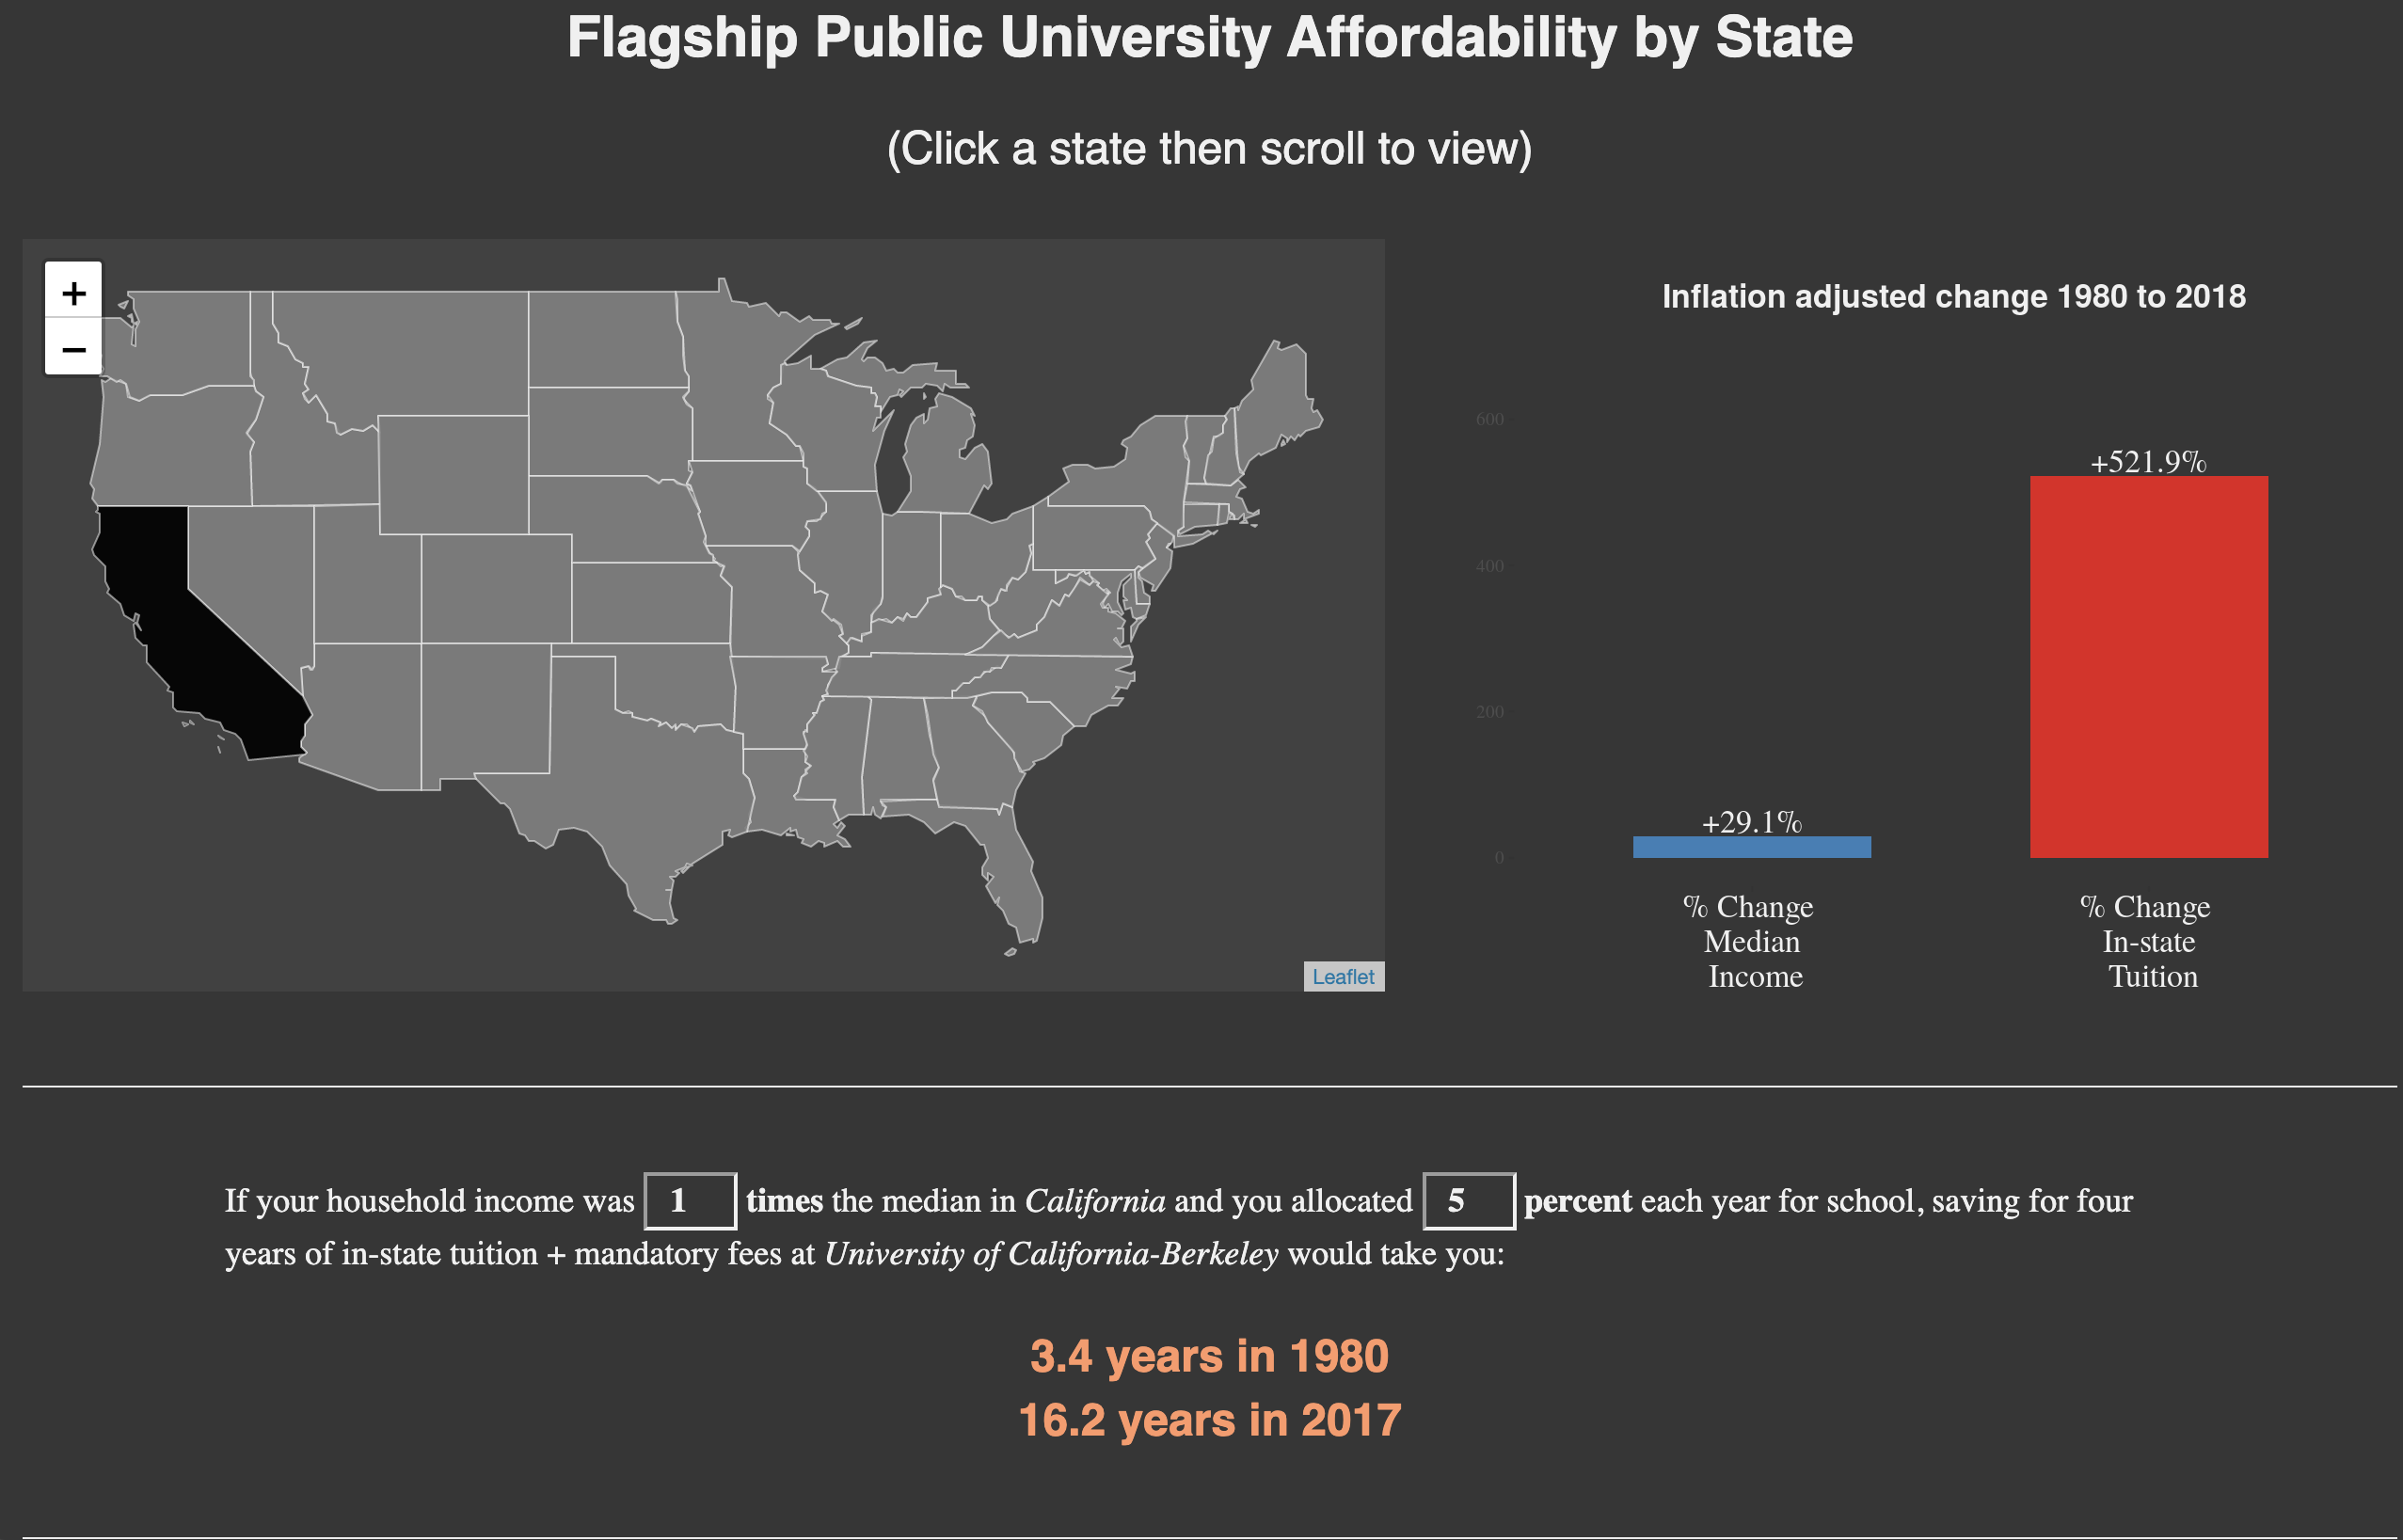 Flagship Public University Affordability by State
(Click a state then scroll to view)
+
−
Leaflet
Inflation adjusted change 1980 to 2018
600
400
200
0
+521.9%
+29.1%
% Change
Median
Income
% Change
In-state
Tuition
If your household income was 1 times the median in California and you allocated 5 percent each year for school, saving for four
years of in-state tuition + mandatory fees at University of California-Berkeley would take you:
3.4 years in 1980
16.2 years in 2017